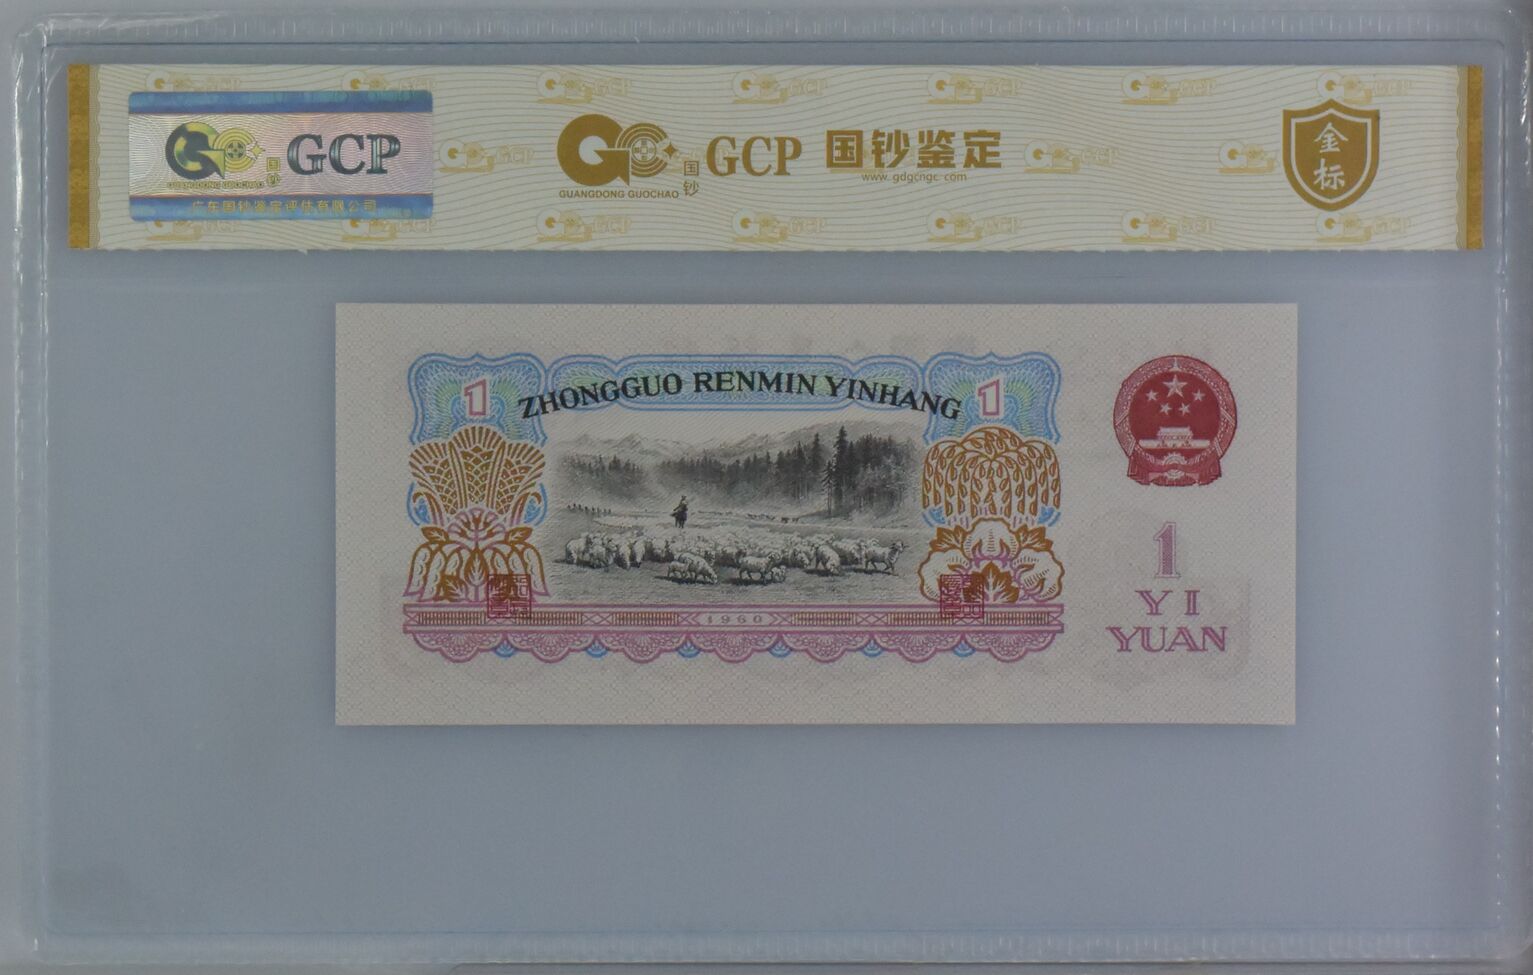 GCP
国钞
GUANGDONG GUOCHAO
广东国钞鉴定评估有限公司
国钞
GUANGDONG GUOCHAO
GCP 国钞鉴定
www.gdgcngc.com
金标
1
ZHONGGUO RENMIN YINHANG
1
1960
1
YI
YUAN